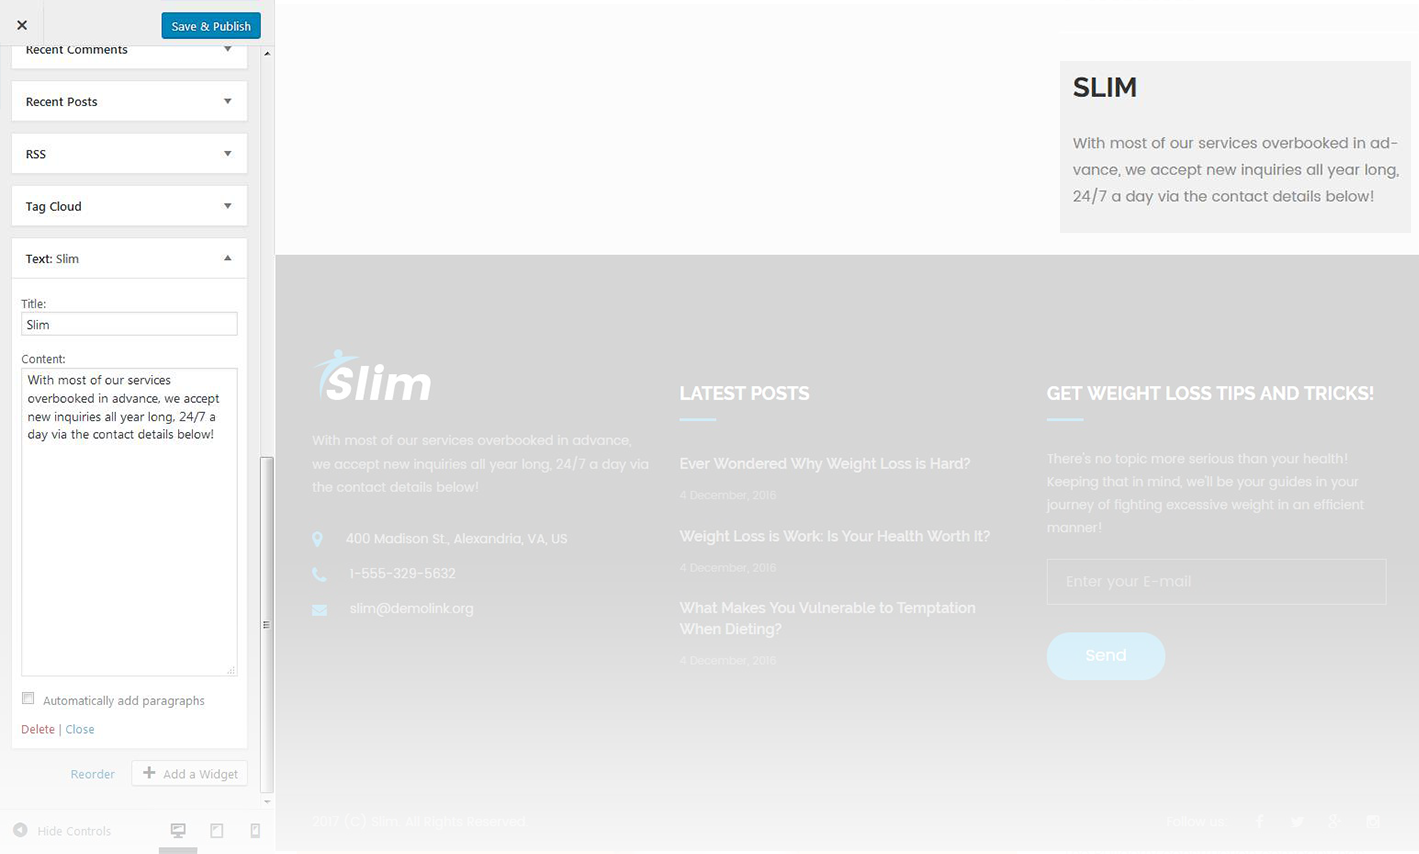 Save & Publish
Recent Comments
Recent Posts
RSS
Tag Cloud
Text: Slim
Title:
Slim
Content:
With most of our services
overbooked in advance, we accept
new inquiries all year long, 24/7 a
day via the contact details below!
Automatically add paragraphs
Delete | Close
Reorder
Add a Widget
Hide Controls
SLIM
With most of our services overbooked in ad-
vance, we accept new inquiries all year long,
24/7 a day via the contact details below!
slim
With most of our services overbooked in advance,
we accept new inquiries all year long, 24/7 a day via
the contact details below!
400 Madison St., Alexandria, VA, US
1-555-329-5632
slim@demolink.org
LATEST POSTS
Ever Wondered Why Weight Loss is Hard?
4 December, 2016
Weight Loss is Work: Is Your Health Worth It?
4 December, 2016
What Makes You Vulnerable to Temptation
When Dieting?
4 December, 2016
GET WEIGHT LOSS TIPS AND TRICKS!
There's no topic more serious than your health!
Keeping that in mind, we'll be your guides in your
journey of fighting excessive weight in an efficient
manner!
Enter your E-mail
Send
2017 (C) Slim. All Rights Reserved.
Follow us